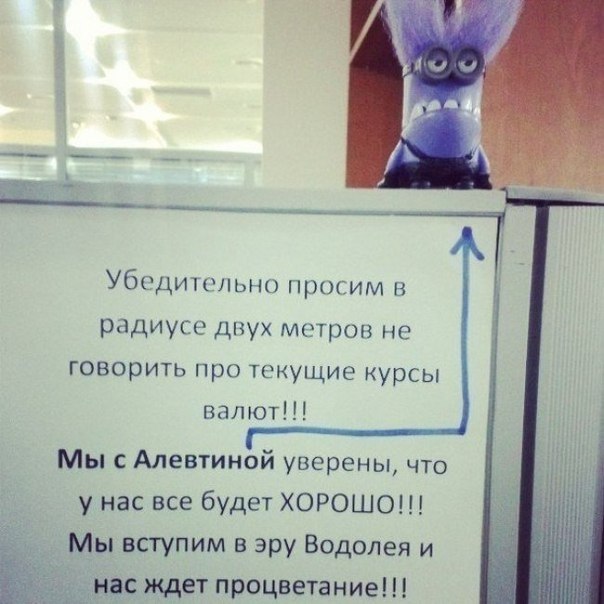 Убедительно просим в
радиусе двух метров не
говорить про текущие курсы
валют!!!
Мы с Алевтиной уверены, что
у нас все будет ХОРОШО!!!
Мы вступим в эру Водолея и
нас ждет процветание!!!